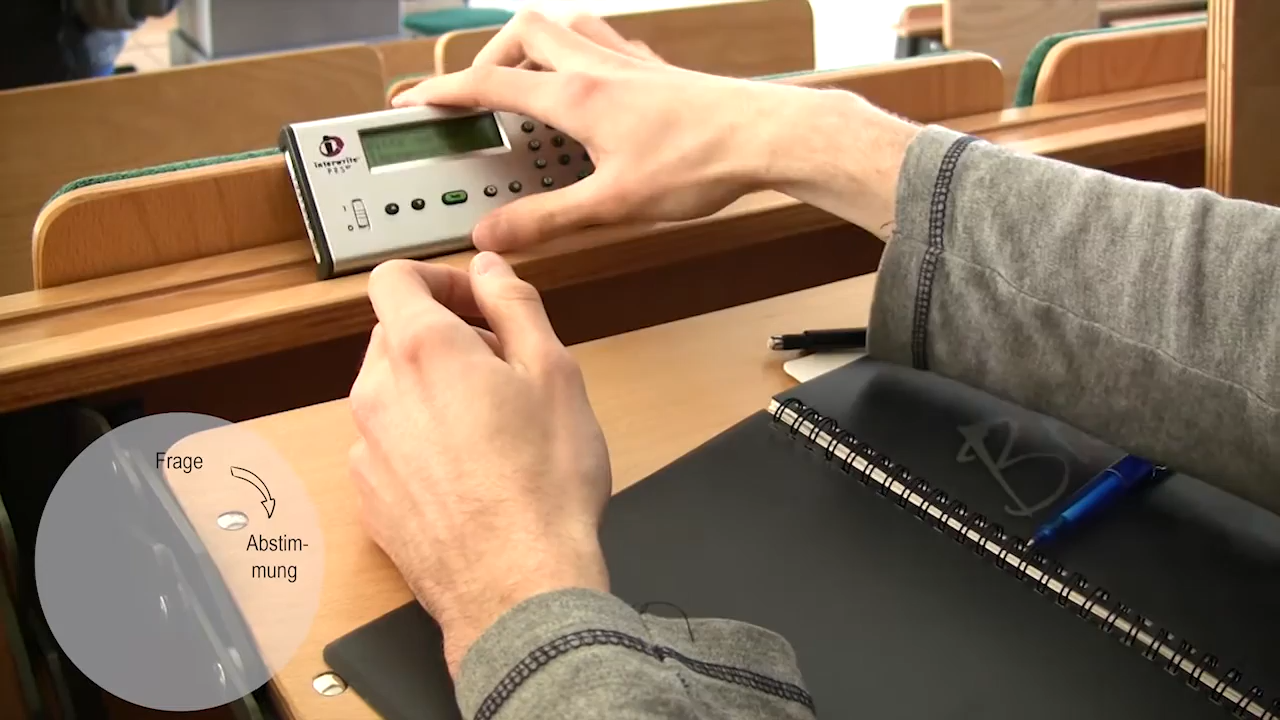 interwrite
PRS
Frage
Abstim-
mung
B